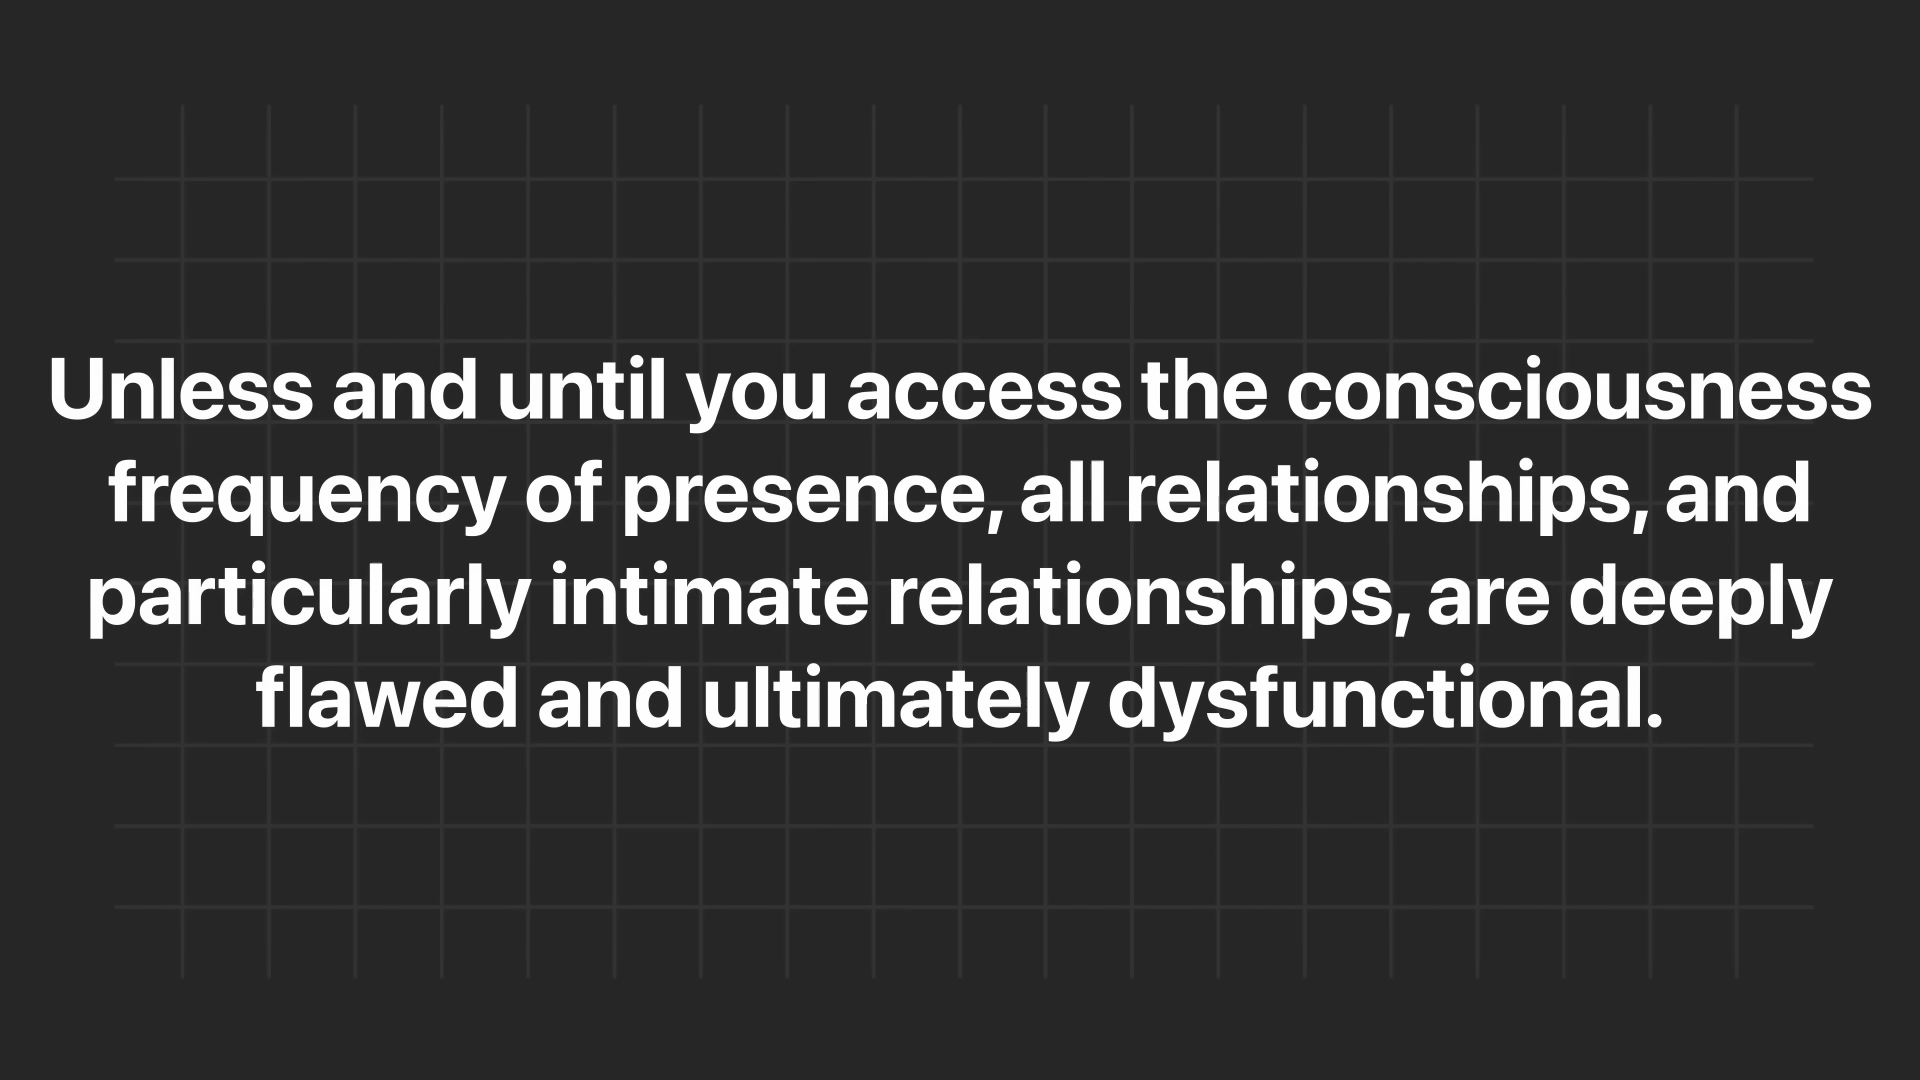 Unless and until you access the consciousness
frequency of presence, all relationships, and
particularly intimate relationships, are deeply
flawed and ultimately dysfunctional.